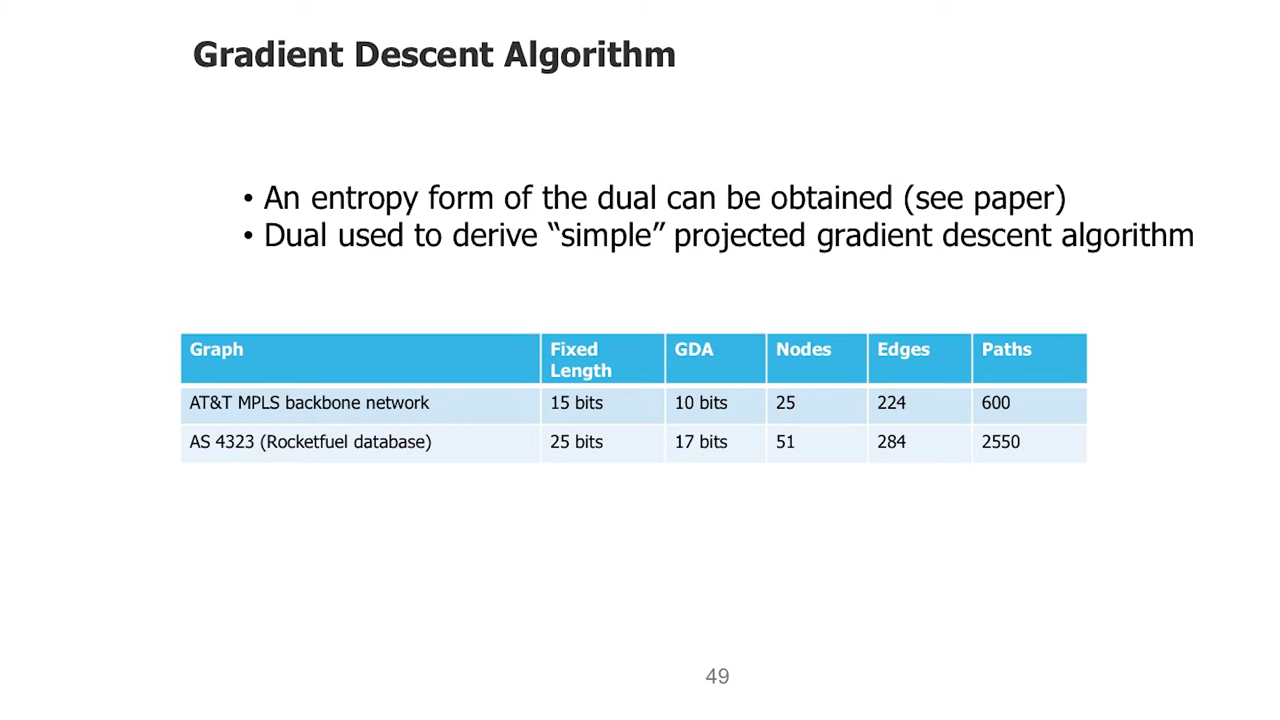 Gradient Descent Algorithm
• An entropy form of the dual can be obtained (see paper)
• Dual used to derive “simple” projected gradient descent algorithm
Graph Fixed Length GDA Nodes Edges Paths
AT&T MPLS backbone network 15 bits 10 bits 25 224 600
AS 4323 (Rocketfuel database) 25 bits 17 bits 51 284 2550
49